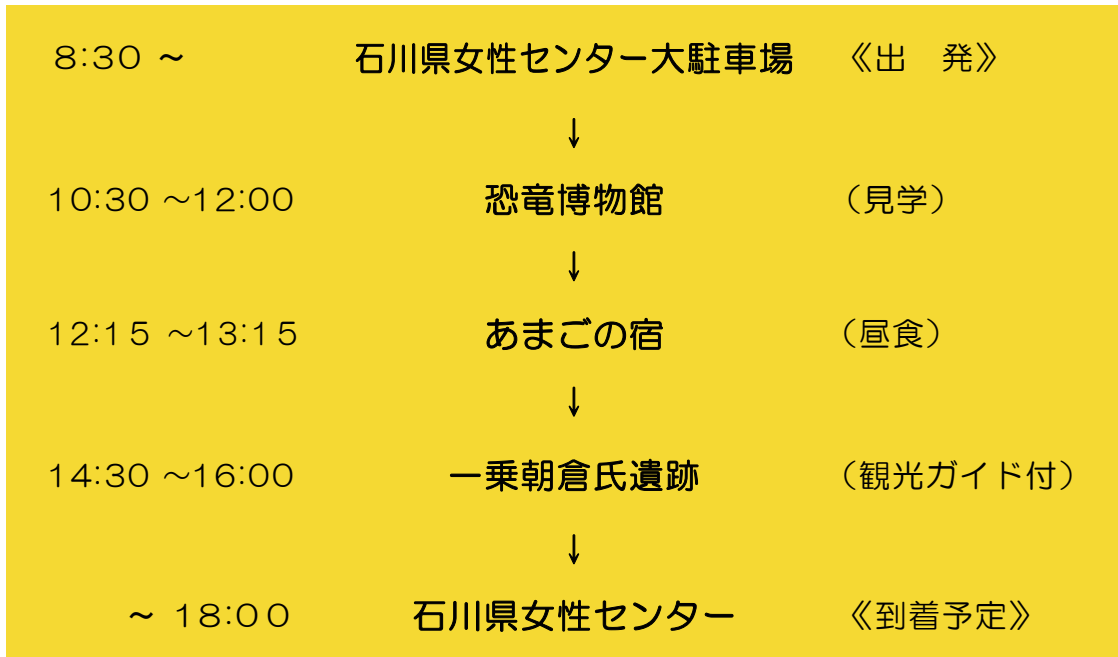 8:30 ～ 石川県女性センター大駐車場 《出　発》
↓
10:30 ～12:00 恐竜博物館 （見学）
↓
12:15 ～13:15 あまごの宿 （昼食）
↓
14:30 ～16:00 一乗朝倉氏遺跡 （観光ガイド付）
↓
～ 18:00 石川県女性センター 《到着予定》